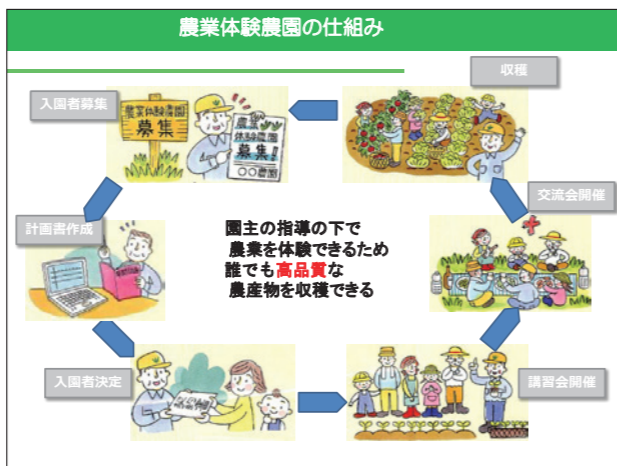 農業体験農園の仕組み
収穫
入園者募集
農業体験農園
募集
農業
体験農園
募集!
○○農園
交流会開催
計画書作成
園主の指導の下で
農業を体験できるため
誰でも高品質な
農産物を収穫できる
入園者決定
講習会開催